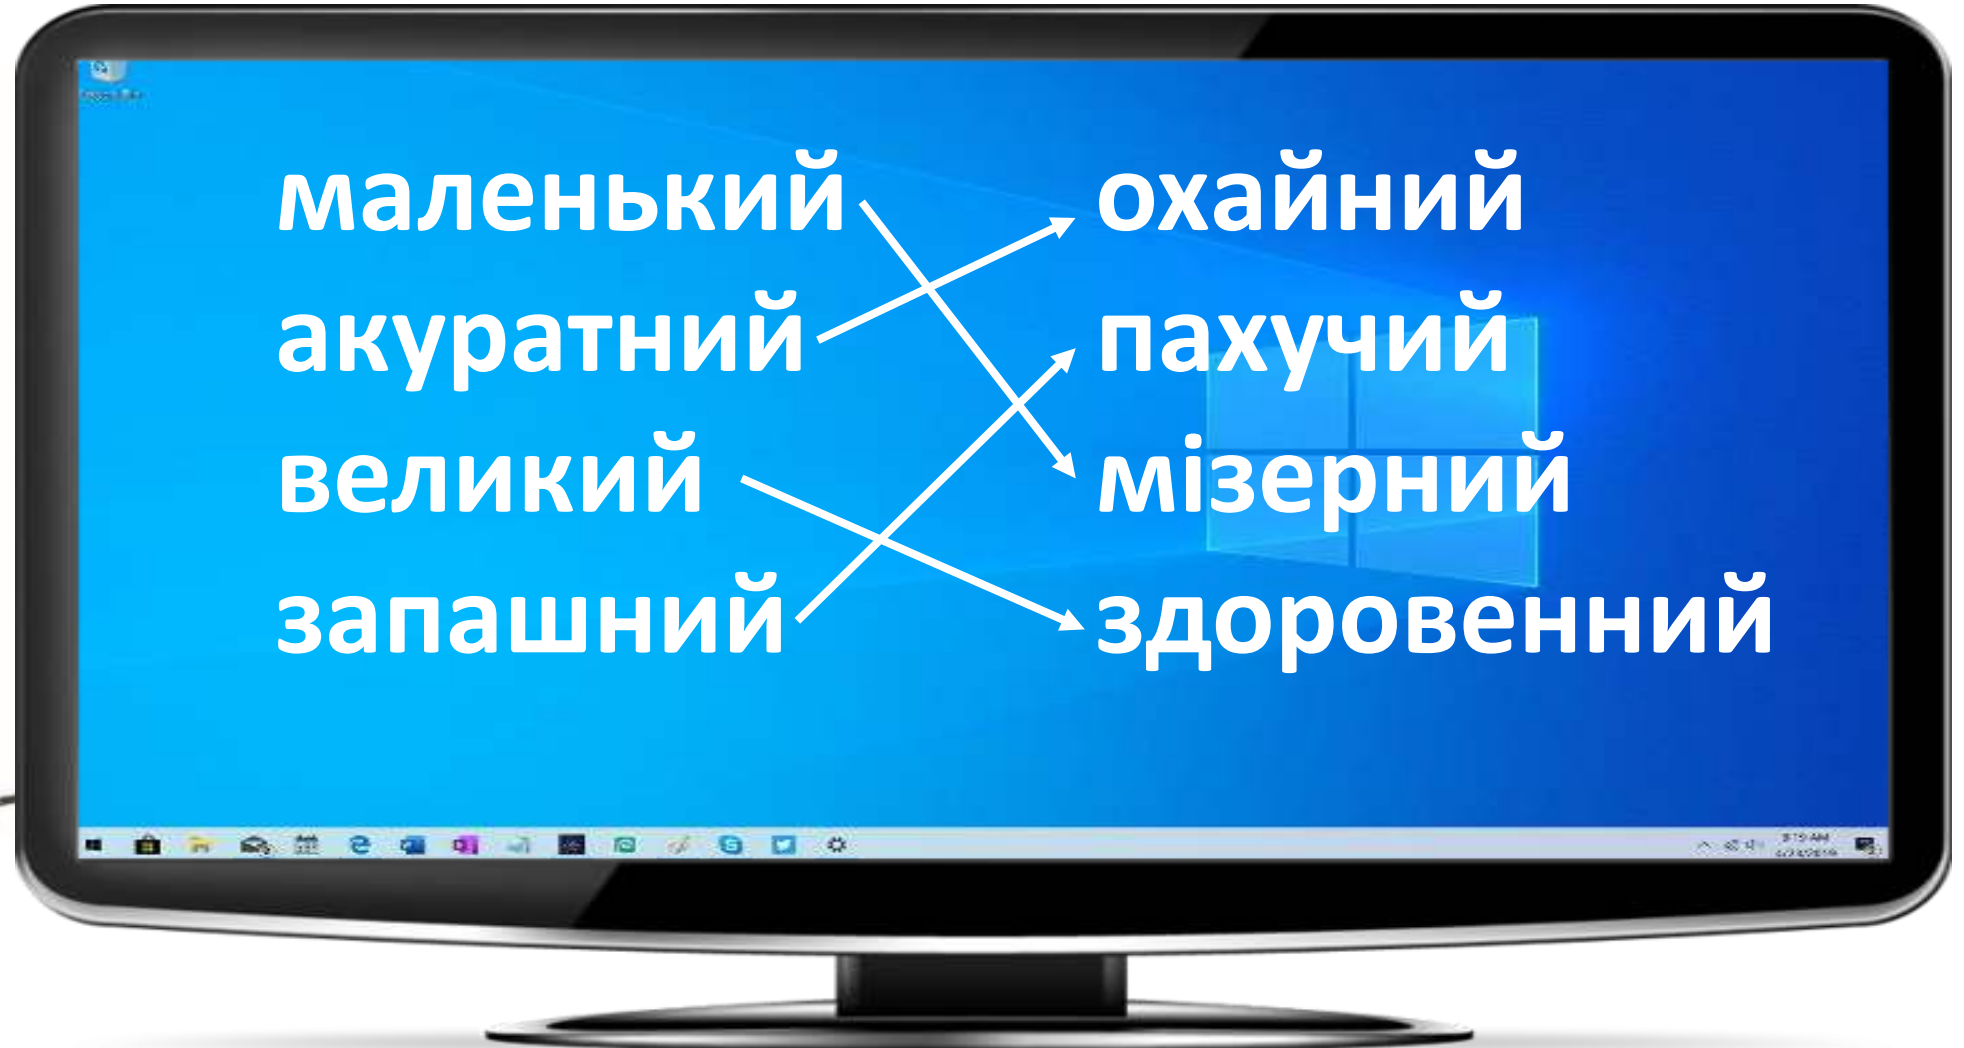 маленький охайний
акуратний пахучий
великий мізерний
запашний здоровенний